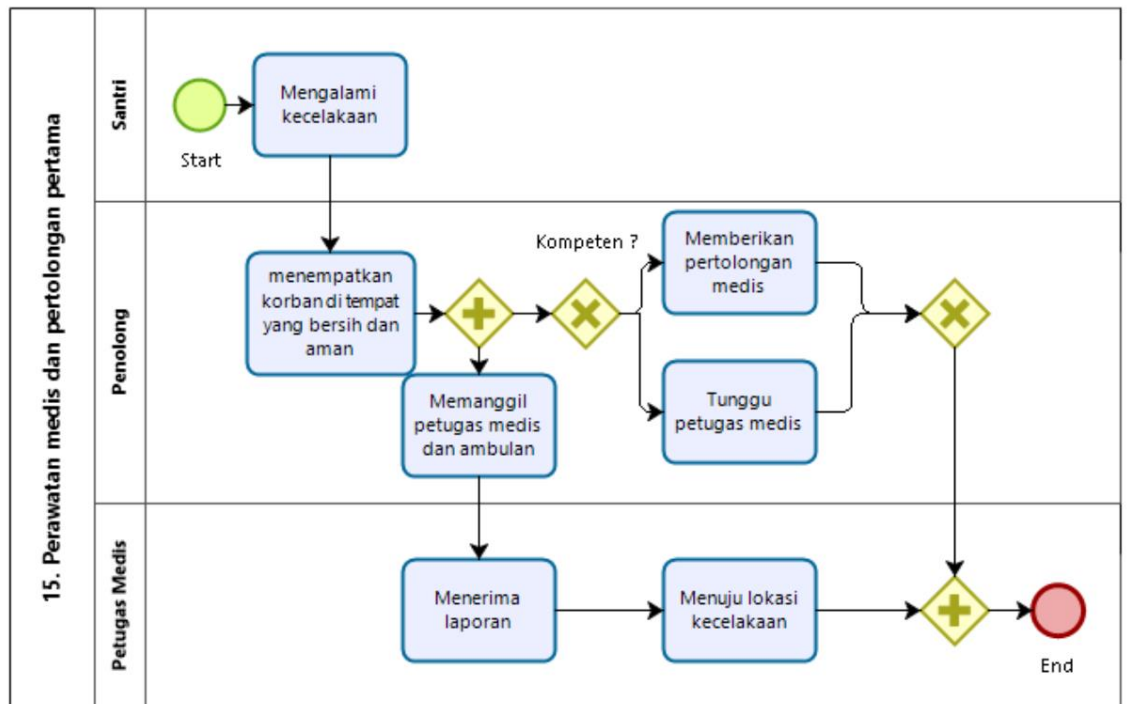 15. Perawatan medis dan pertolongan pertama
Santri
Start
Mengalami
kecelakaan
Penolong
menempatkan
korban di tempat
yang bersih dan
aman
Memanggil
petugas medis
dan ambulan
Kompeten ?
Memberikan
pertolongan
medis
Tunggu
petugas medis
Petugas Medis
Menerima
laporan
Menuju lokasi
kecelakaan
End